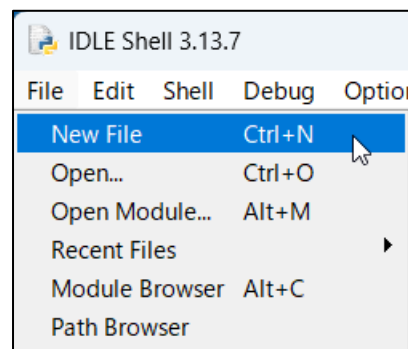 IDLE Shell 3.13.7
File Edit Shell Debug
New File Ctrl+N
Open... Ctrl+O
Open Module... Alt+M
Recent Files
Module Browser Alt+C
Path Browser